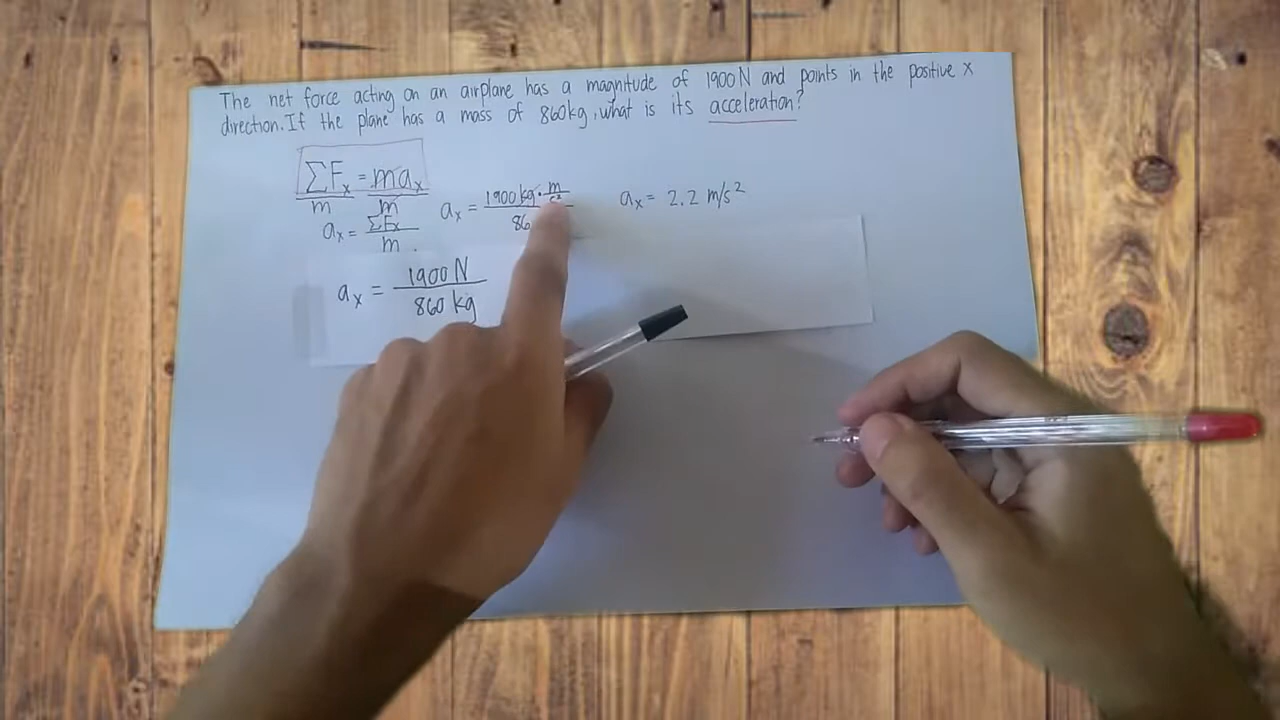 The net force acting on an airplane has a magnitude of 1900 N and points in the positive x
direction. If the plane has a mass of 860kg, what is its acceleration?
ΣFₓ = maₓ
m m
aₓ = ΣFₓ / m
aₓ = 1900 kg · m / 86
aₓ = 2.2 m/s²
aₓ = 1900 N / 860 kg